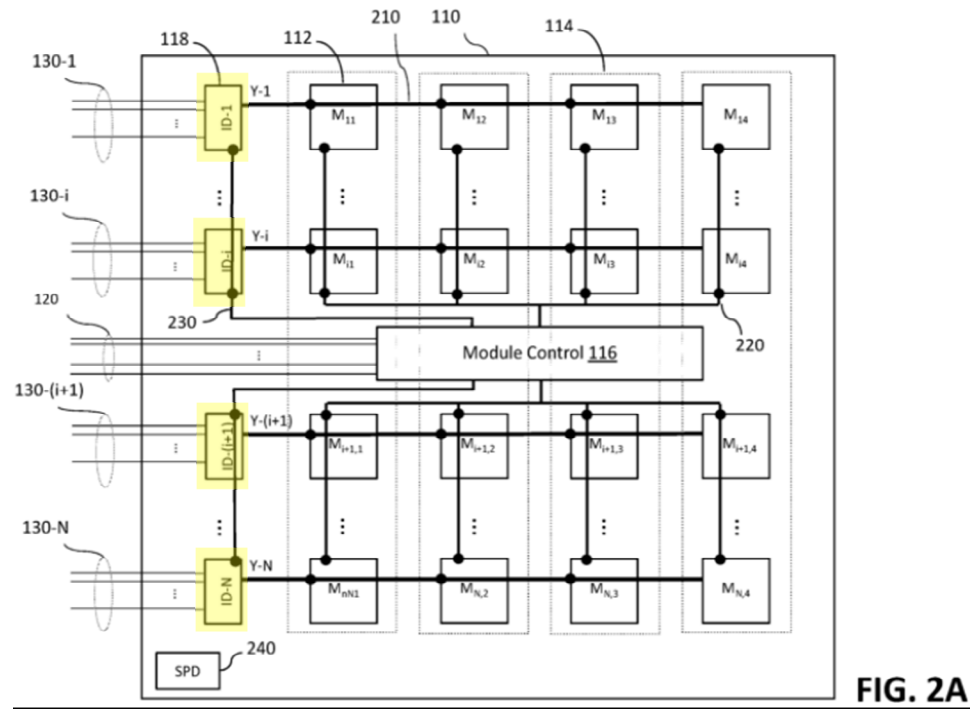 210 110
118 112 114
130-1
ID-1 Y-1 M11 M12 M13 M14
... ... ... ... ... ...
130-i
ID-i Y-i Mi1 Mi2 Mi3 Mi4
...
120 230 220
... Module Control 116
130-(i+1)
ID-(i+1) Y-(i+1) Mi+1,1 Mi+1,2 Mi+1,3 Mi+1,4
...
... ... ... ... ...
130-N
ID-N Y-N MnN1 MN,2 MN,3 MN,4
...
240
SPD
FIG. 2A